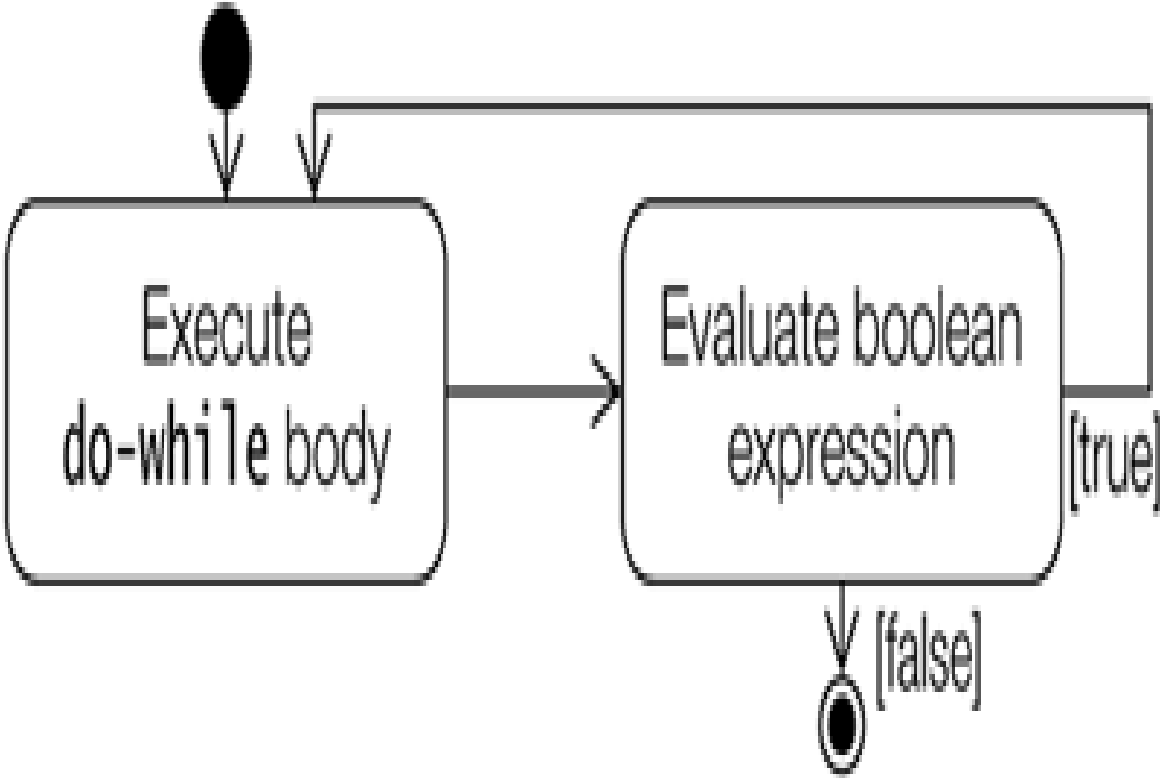 Execute
do-while body
Evaluate boolean
expression
[true]
[false]